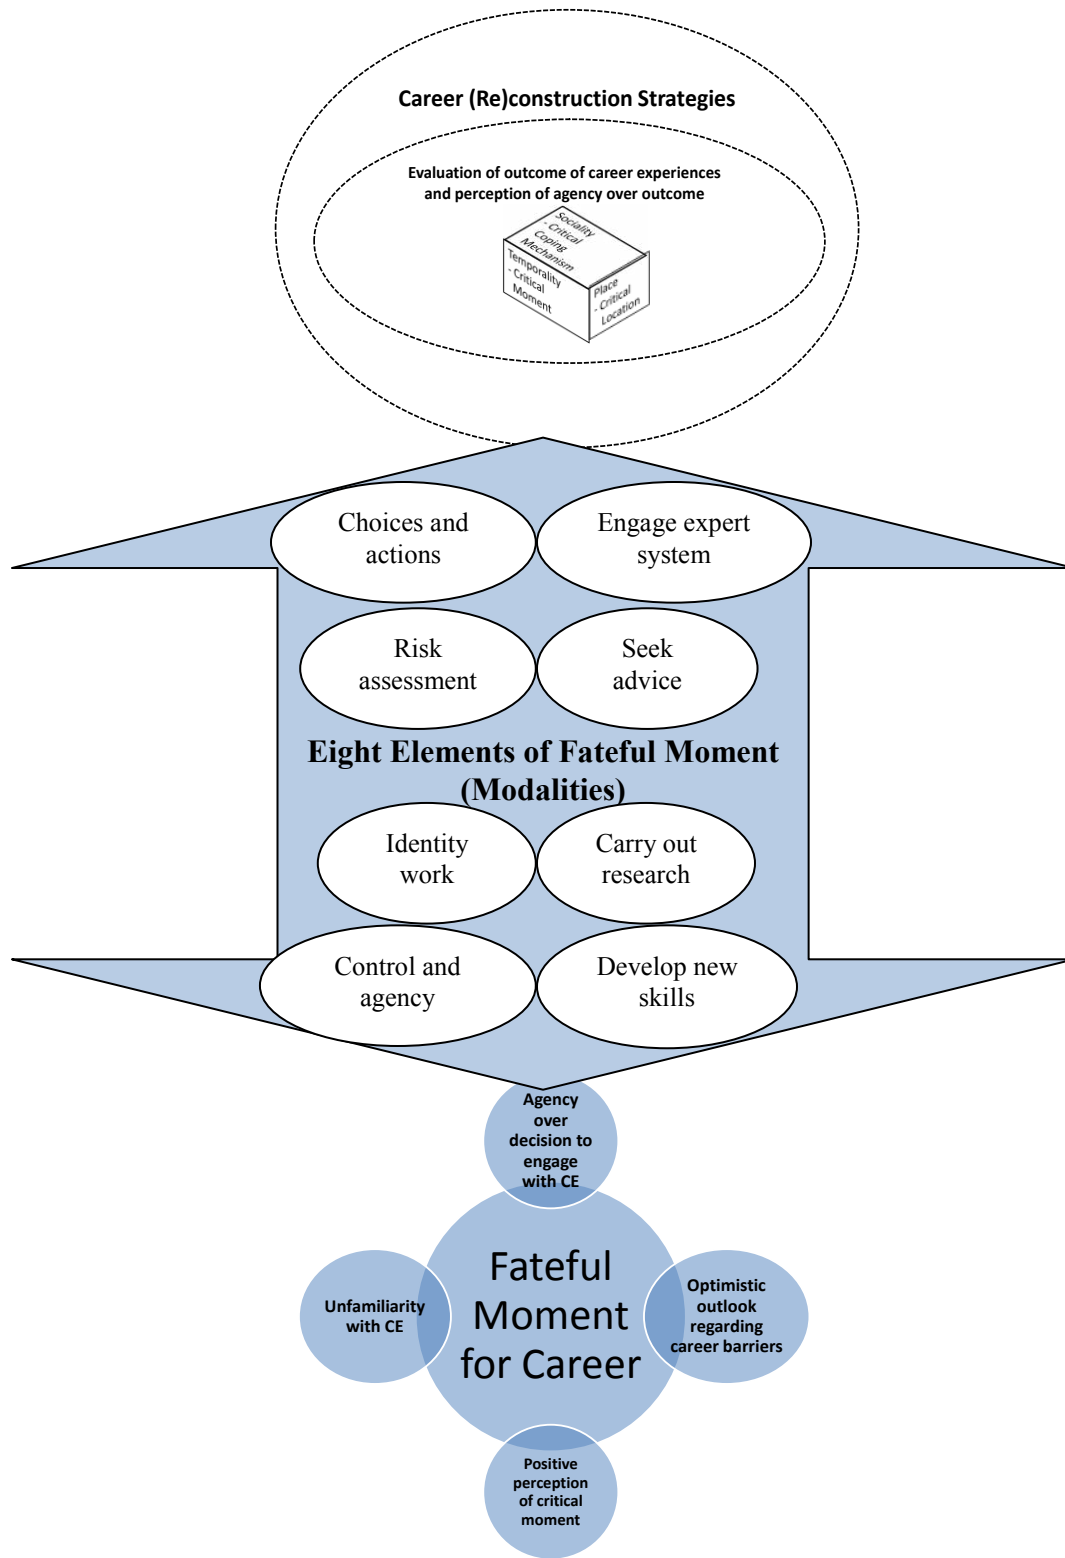 Career (Re)construction Strategies
Evaluation of outcome of career experiences
and perception of agency over outcome
Sociality
- Critical
Coping
Mechanism
Temporality
- Critical
Moment
Place
- Critical
Location
Choices and
actions
Engage expert
system
Risk
assessment
Seek
advice
Eight Elements of Fateful Moment
(Modalities)
Identity
work
Carry out
research
Control and
agency
Develop new
skills
Agency
over
decision to
engage
with CE
Fateful
Moment
for Career
Unfamiliarity
with CE
Optimistic
outlook
regarding
career barriers
Positive
perception
of critical
moment